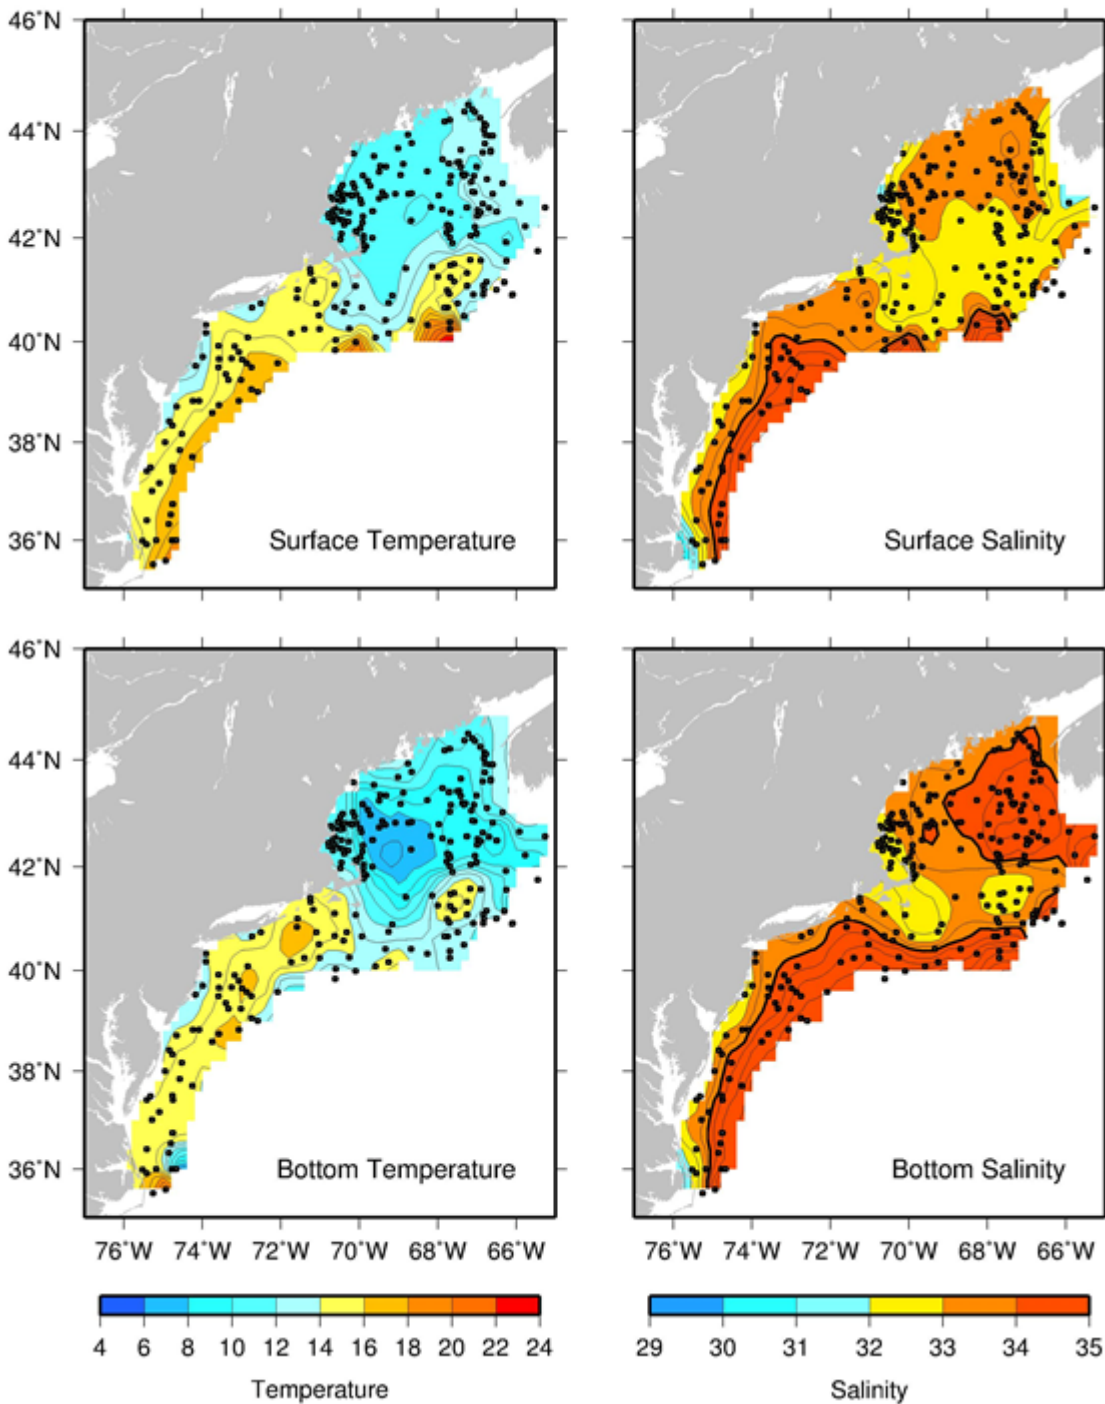 46°N
44°N
42°N
40°N
38°N
36°N
Surface Temperature
Surface Salinity
46°N
44°N
42°N
40°N
38°N
36°N
Bottom Temperature
Bottom Salinity
76°W 74°W 72°W 70°W 68°W 66°W
76°W 74°W 72°W 70°W 68°W 66°W
4 6 8 10 12 14 16 18 20 22 24
Temperature
29 30 31 32 33 34 35
Salinity